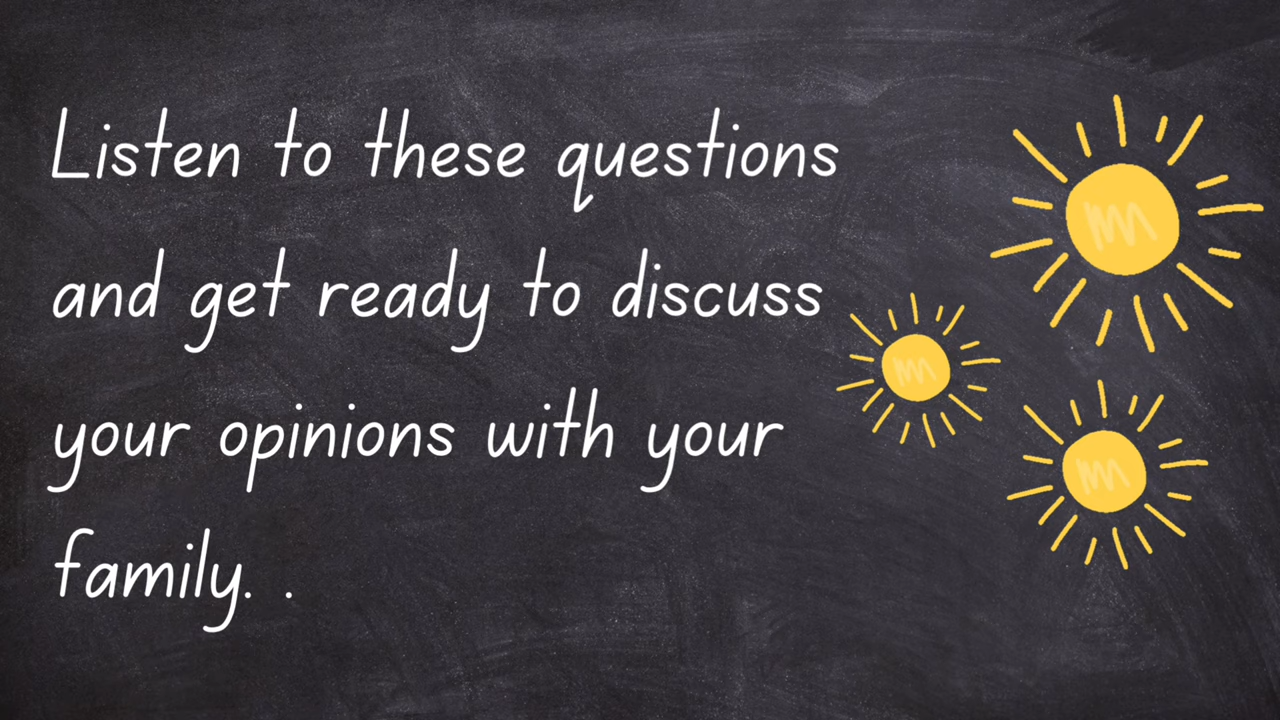 Listen to these questions
and get ready to discuss
your opinions with your
family. .